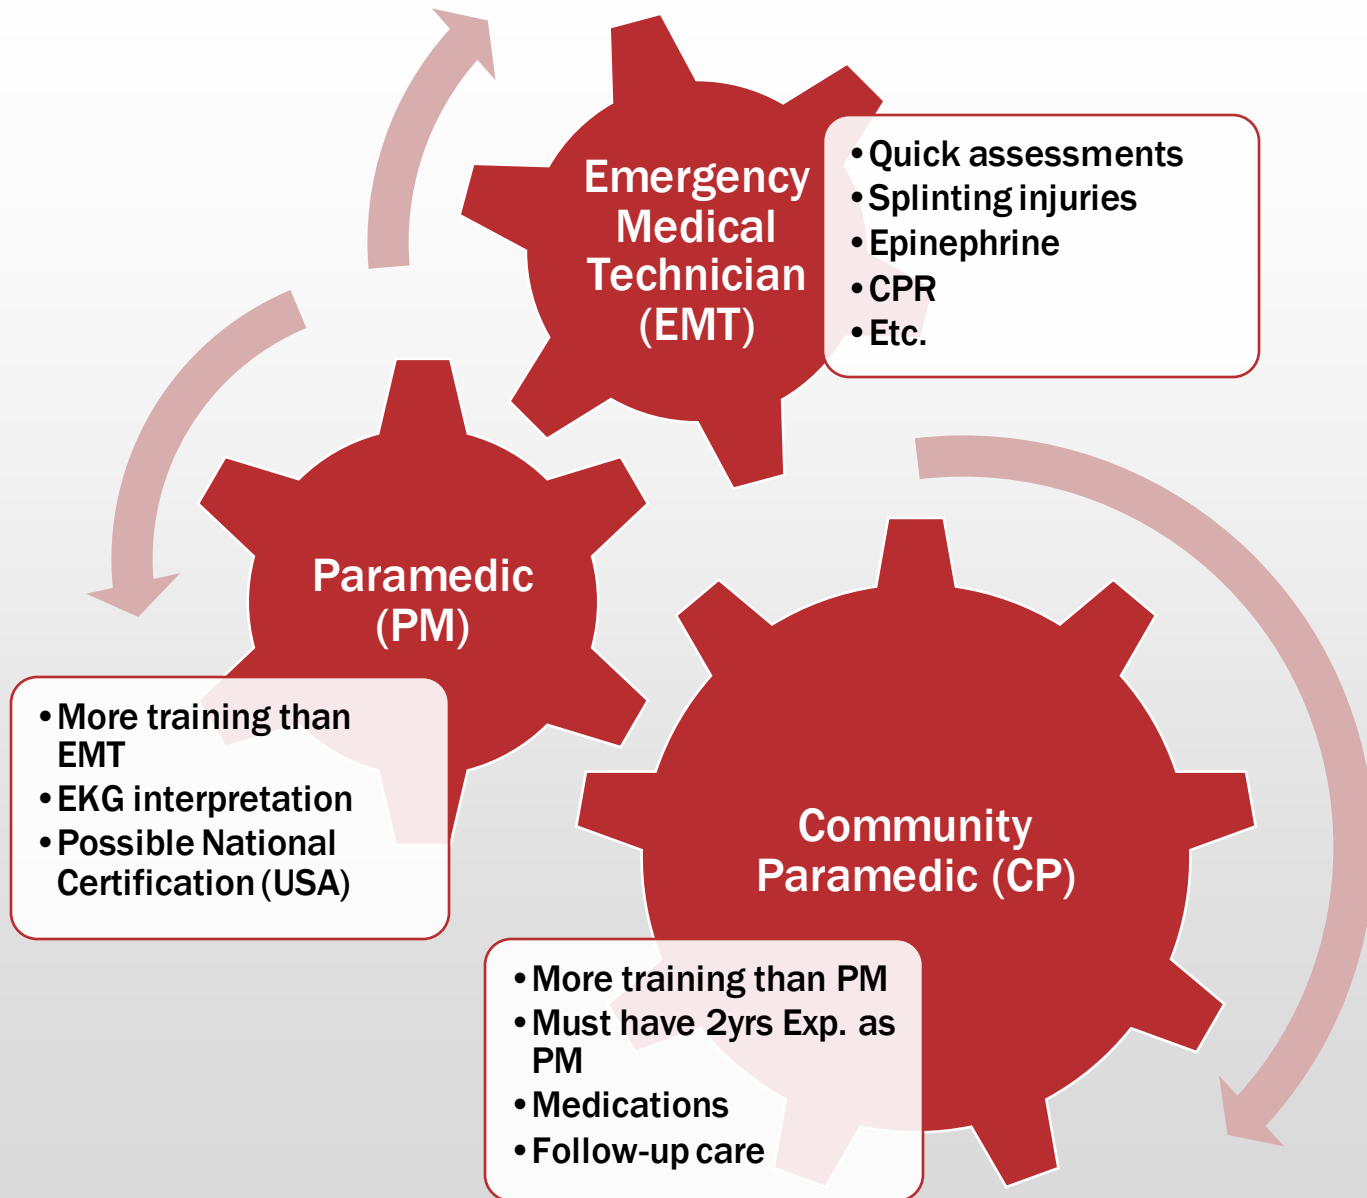 Emergency
Medical
Technician
(EMT)
•Quick assessments
•Splinting injuries
•Epinephrine
•CPR
•Etc.
Paramedic
(PM)
•More training than
EMT
•EKG interpretation
•Possible National
Certification (USA)
Community
Paramedic (CP)
•More training than PM
•Must have 2yrs Exp. as
PM
•Medications
•Follow-up care